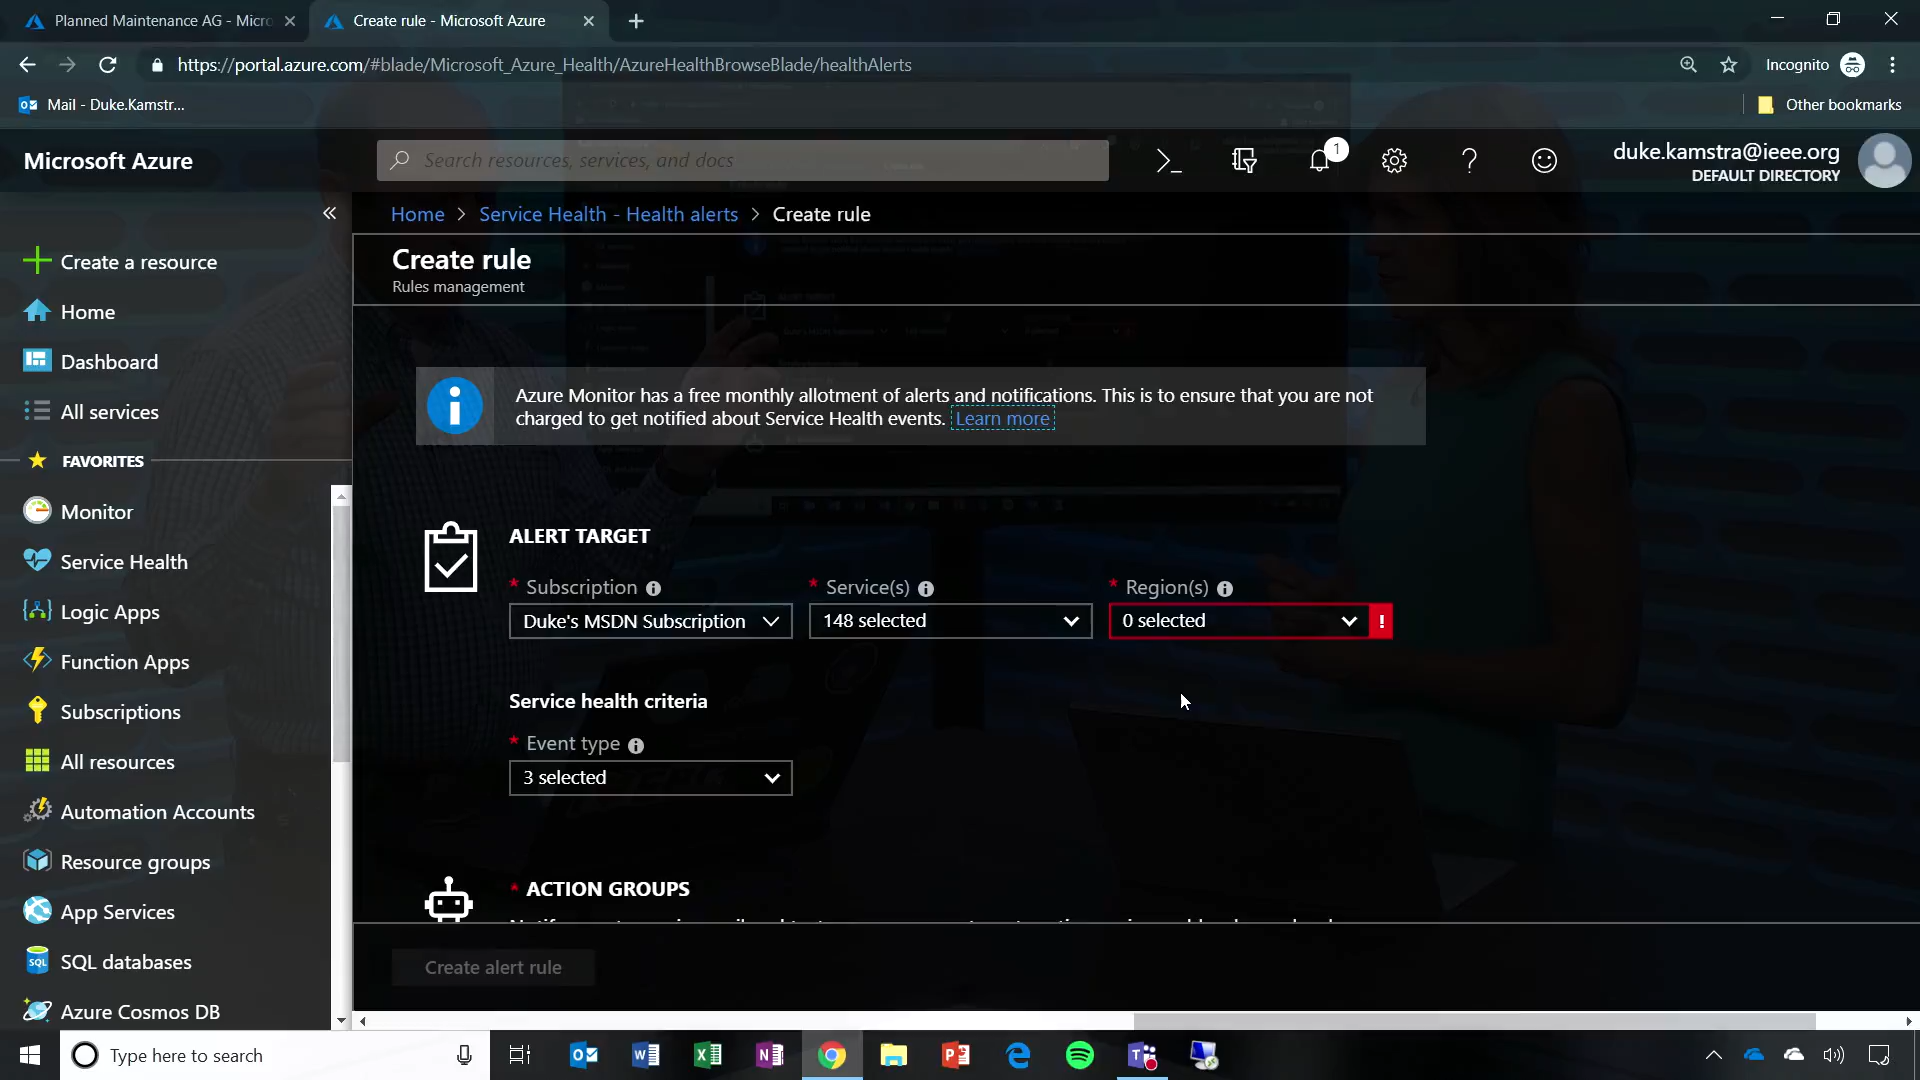 Planned Maintenance AG - Micro
Create rule - Microsoft Azure
https://portal.azure.com/#blade/Microsoft_Azure_Health/AzureHealthBrowseBlade/healthAlerts
Incognito
Mail - Duke.Kamstr...
Other bookmarks
Microsoft Azure
Search resources, services, and docs
1
duke.kamstra@ieee.org
DEFAULT DIRECTORY
Home > Service Health - Health alerts > Create rule
Create rule
Rules management
Create a resource
Home
Dashboard
All services
FAVORITES
Monitor
Service Health
Logic Apps
Function Apps
Subscriptions
All resources
Automation Accounts
Resource groups
App Services
SQL databases
Azure Cosmos DB
Azure Monitor has a free monthly allotment of alerts and notifications. This is to ensure that you are not
charged to get notified about Service Health events. Learn more
ALERT TARGET
* Subscription
* Service(s)
* Region(s)
Duke's MSDN Subscription
148 selected
0 selected
Service health criteria
* Event type
3 selected
* ACTION GROUPS
Create alert rule
Type here to search